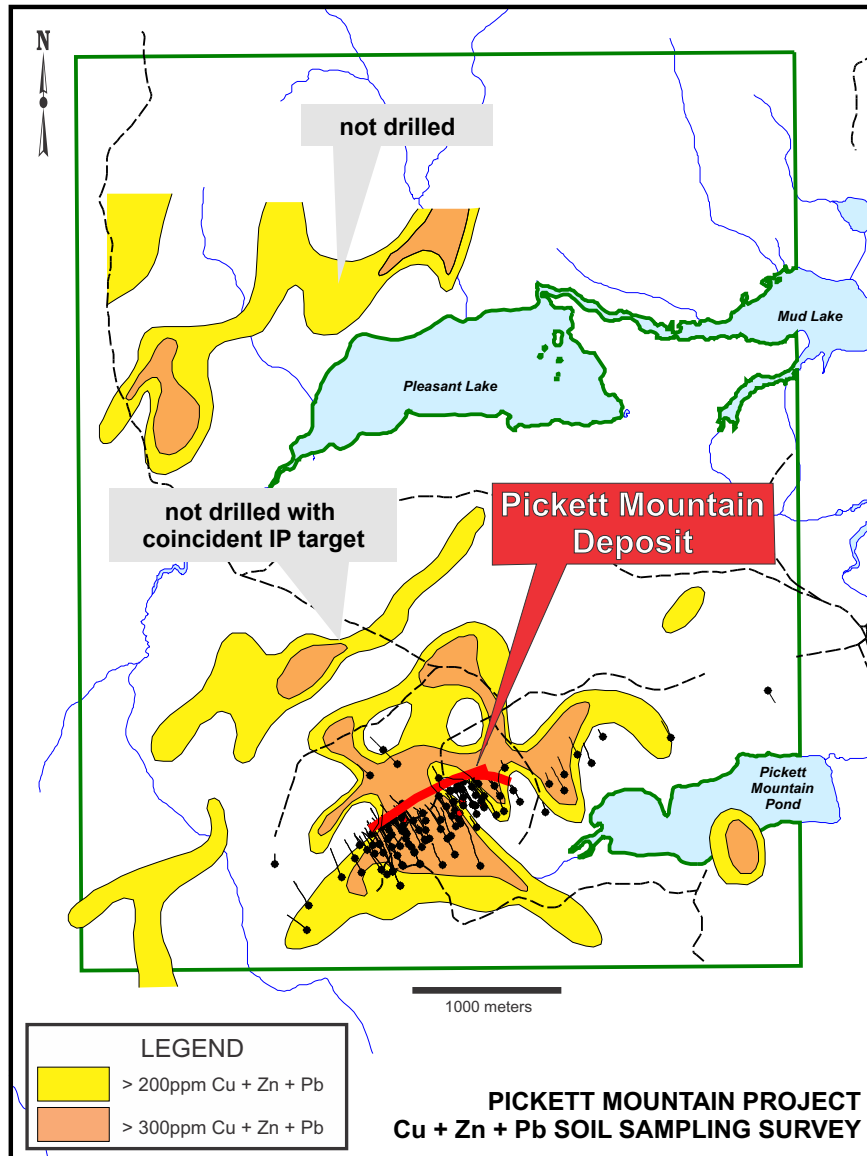 N
not drilled
Mud Lake
Pleasant Lake
not drilled with
coincident IP target
Pickett Mountain
Deposit
Pickett
Mountain
Pond
1000 meters
LEGEND
> 200ppm Cu + Zn + Pb
> 300ppm Cu + Zn + Pb
PICKETT MOUNTAIN PROJECT
Cu + Zn + Pb SOIL SAMPLING SURVEY